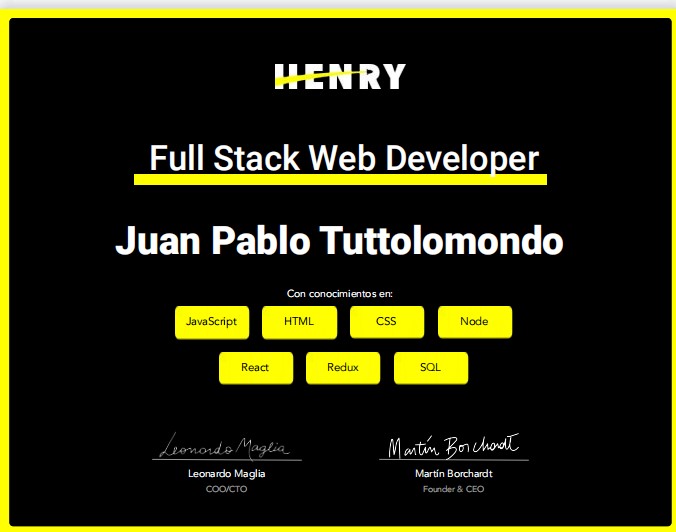 HENRY
Full Stack Web Developer
Juan Pablo Tuttolomondo
Con conocimientos en:
JavaScript HTML CSS Node
React Redux SQL
Leonardo Maglia Martín Borchardt
Leonardo Maglia Martín Borchardt
COO/CTO Founder & CEO